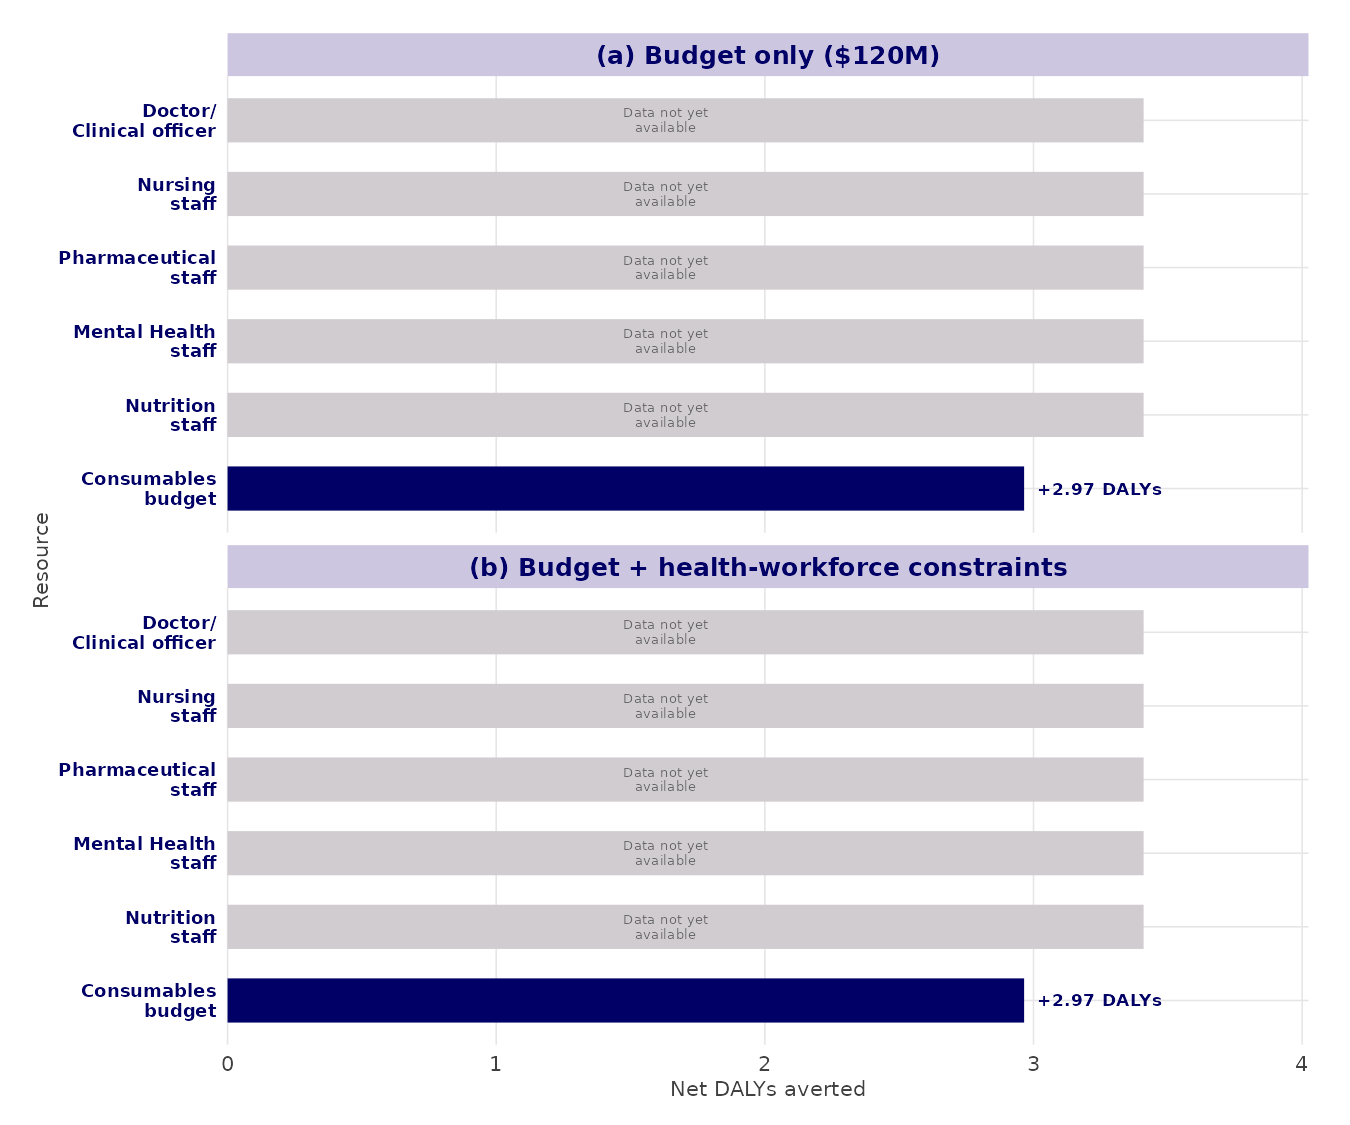 (a) Budget only ($120M)
Doctor/
Clinical officer
Data not yet
available
Nursing
staff
Data not yet
available
Pharmaceutical
staff
Data not yet
available
Mental Health
staff
Data not yet
available
Nutrition
staff
Data not yet
available
Consumables
budget
+2.97 DALYs
Resource
(b) Budget + health-workforce constraints
Doctor/
Clinical officer
Data not yet
available
Nursing
staff
Data not yet
available
Pharmaceutical
staff
Data not yet
available
Mental Health
staff
Data not yet
available
Nutrition
staff
Data not yet
available
Consumables
budget
+2.97 DALYs
0 1 2 3 4
Net DALYs averted